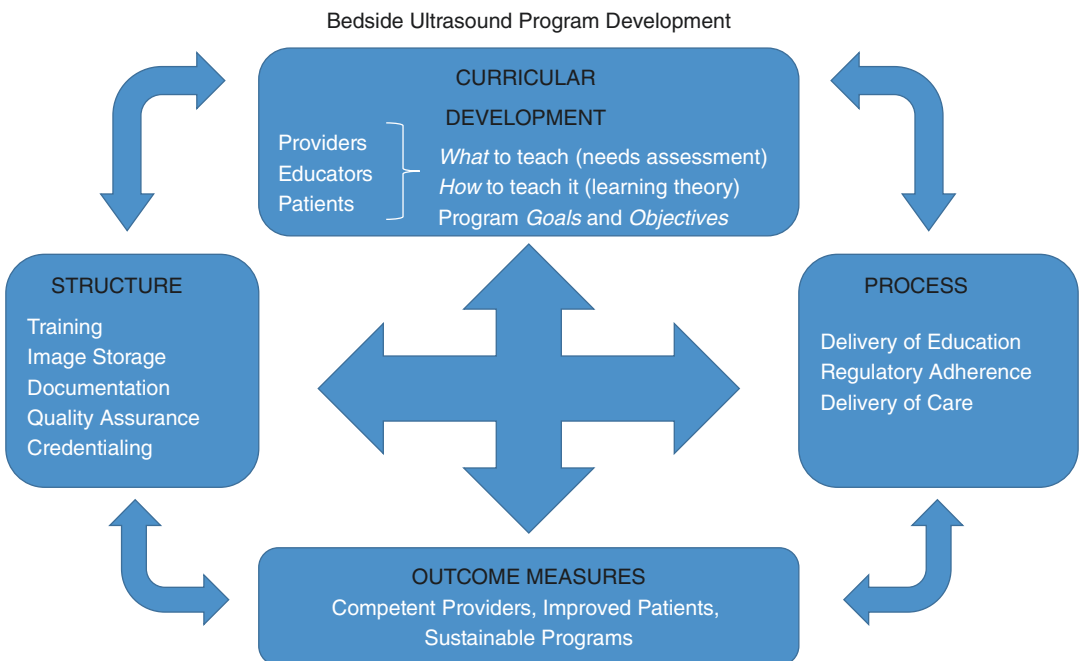 Bedside Ultrasound Program Development
CURRICULAR
DEVELOPMENT
Providers
Educators
Patients
What to teach (needs assessment)
How to teach it (learning theory)
Program Goals and Objectives
STRUCTURE
Training
Image Storage
Documentation
Quality Assurance
Credentialing
PROCESS
Delivery of Education
Regulatory Adherence
Delivery of Care
OUTCOME MEASURES
Competent Providers, Improved Patients,
Sustainable Programs